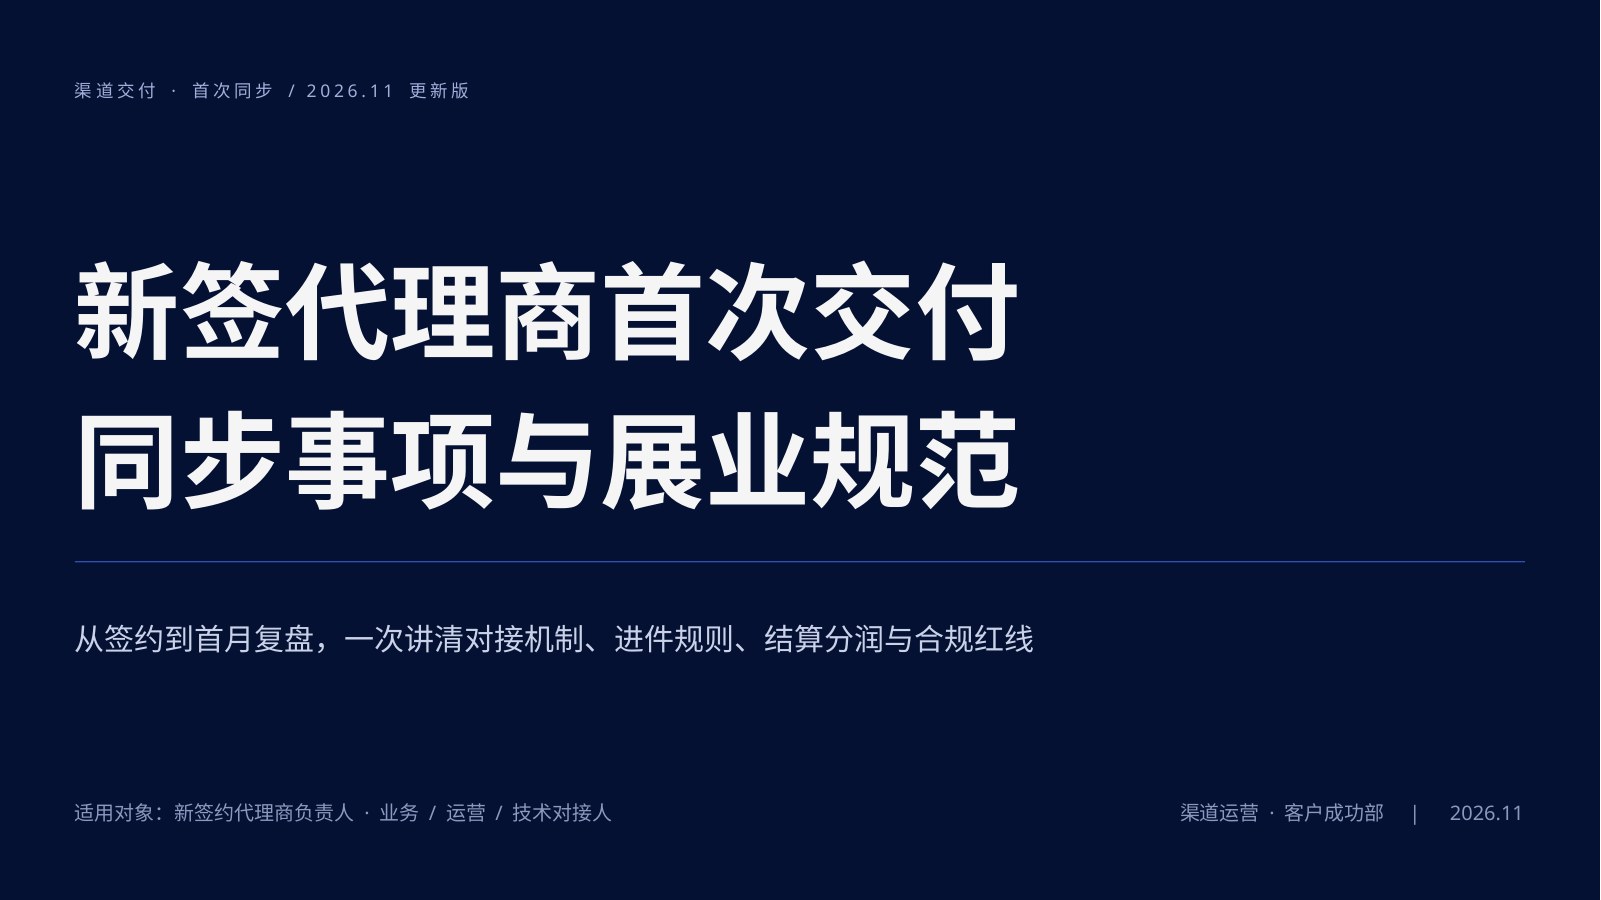 渠道交付 · 首次同步 / 2026.11 更新版
新签代理商首次交付
同步事项与展业规范
从签约到首月复盘，一次讲清对接机制、进件规则、结算分润与合规红线
适用对象：新签约代理商负责人 · 业务 / 运营 / 技术对接人
渠道运营 · 客户成功部 | 2026.11